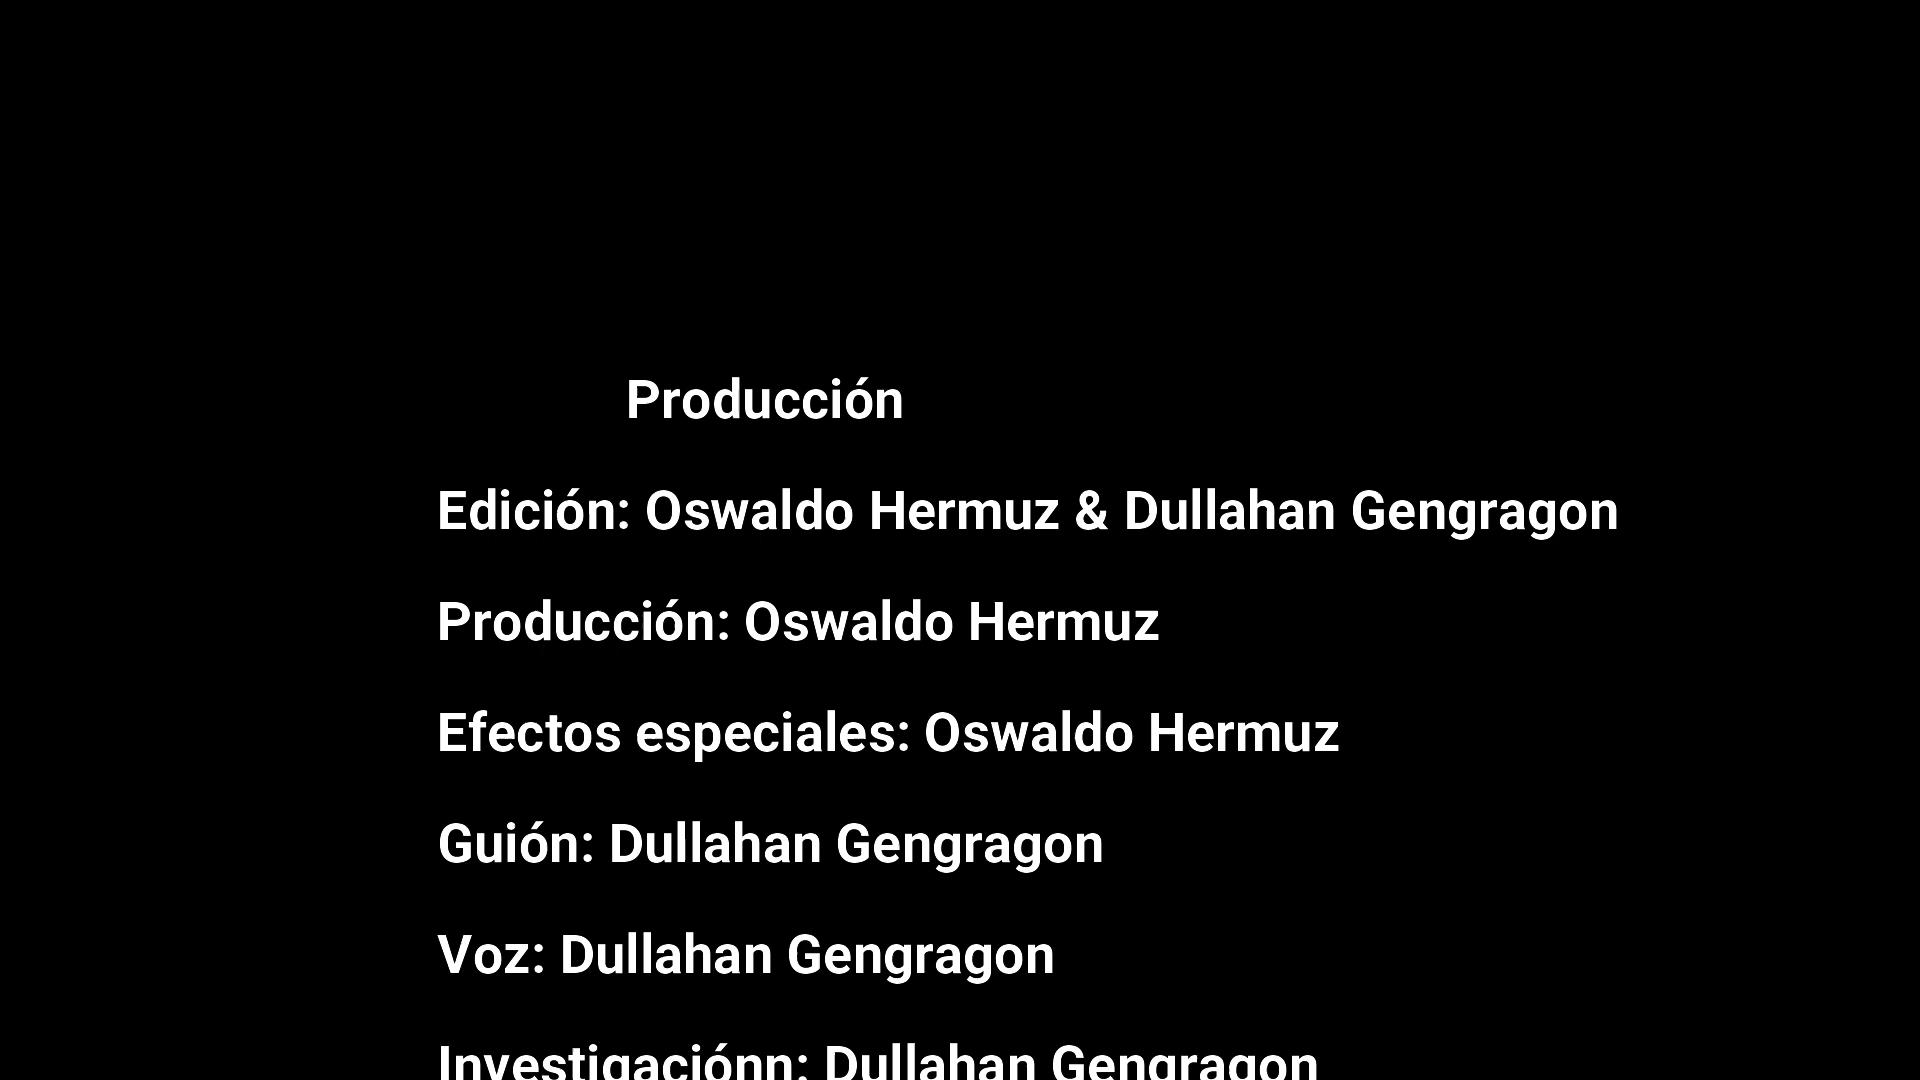 Producción
Edición: Oswaldo Hermuz & Dullahan Gengragon
Producción: Oswaldo Hermuz
Efectos especiales: Oswaldo Hermuz
Guión: Dullahan Gengragon
Voz: Dullahan Gengragon
Investigaciónn: Dullahan Gengragon